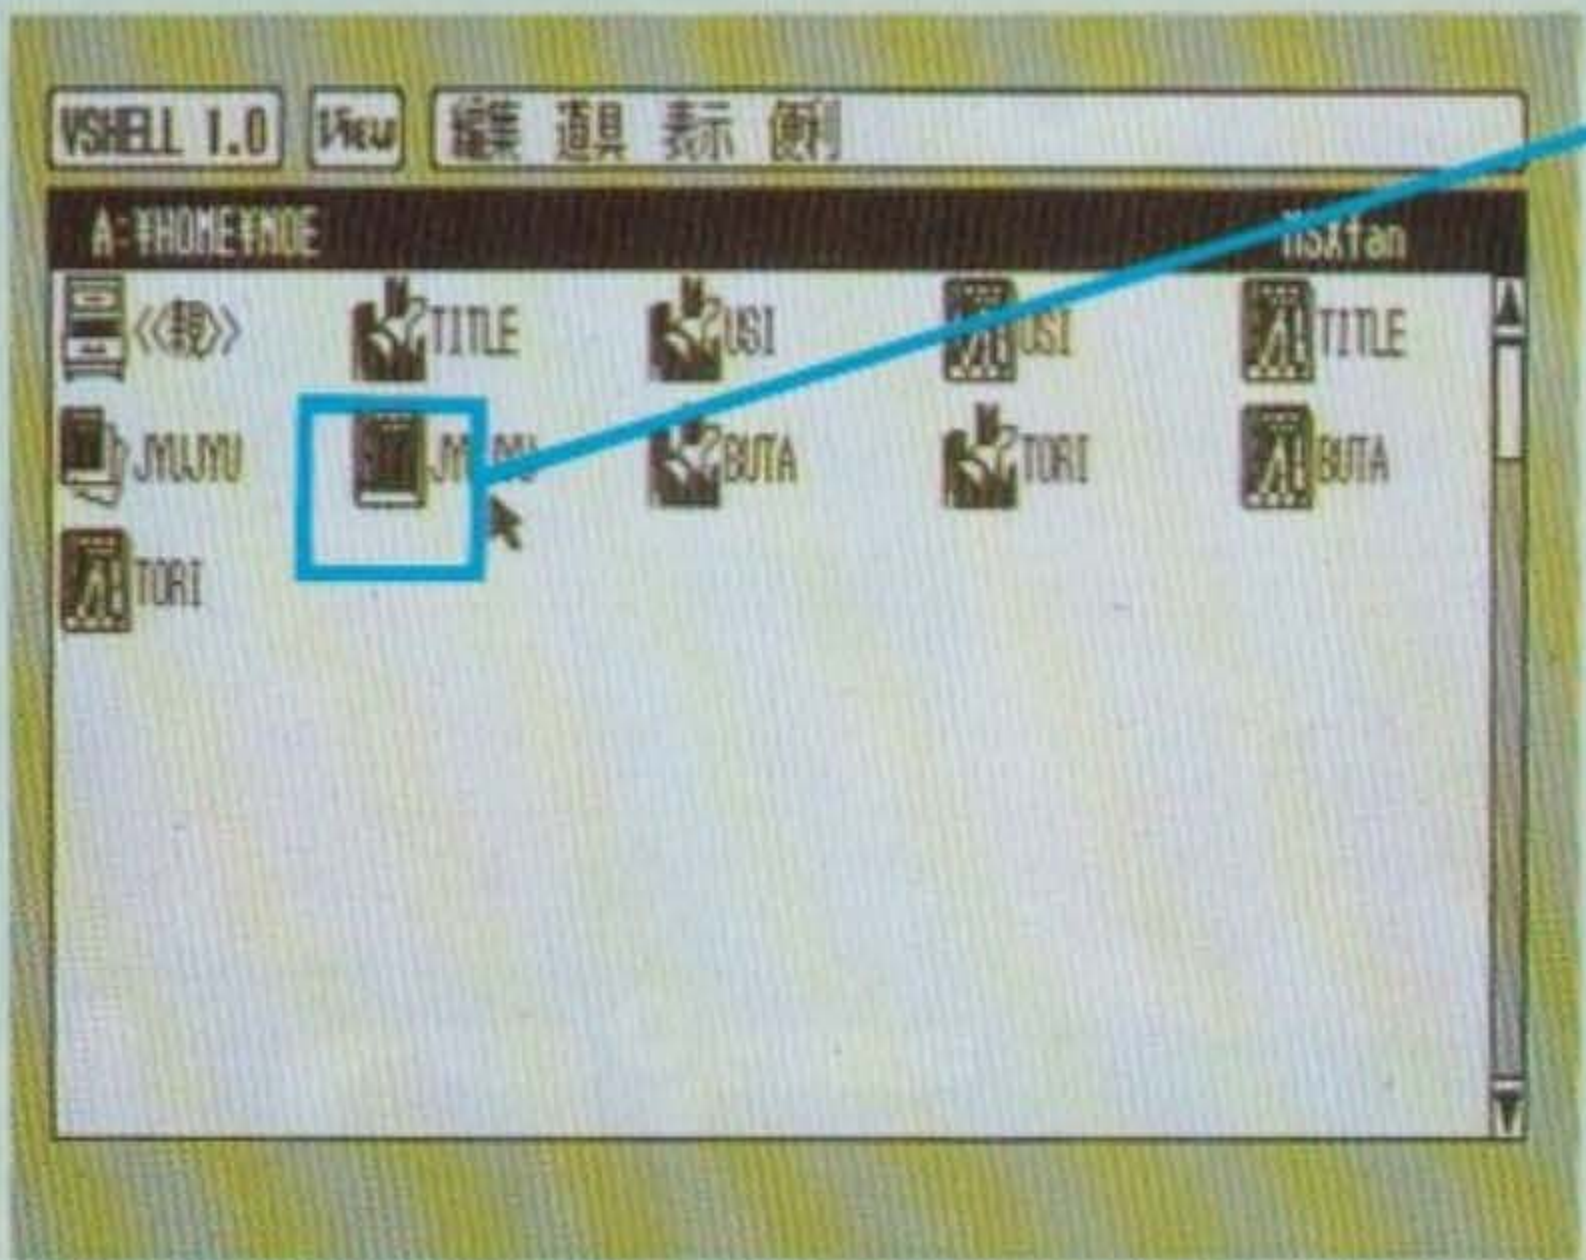 VSHELL 1.0 View 編集 道具 表示 便利
A:¥HOME¥MOE MSXfan
<<親>> TITLE USI USI TITLE
JYUJYU JYUJYU BUTA TORI BUTA
TORI